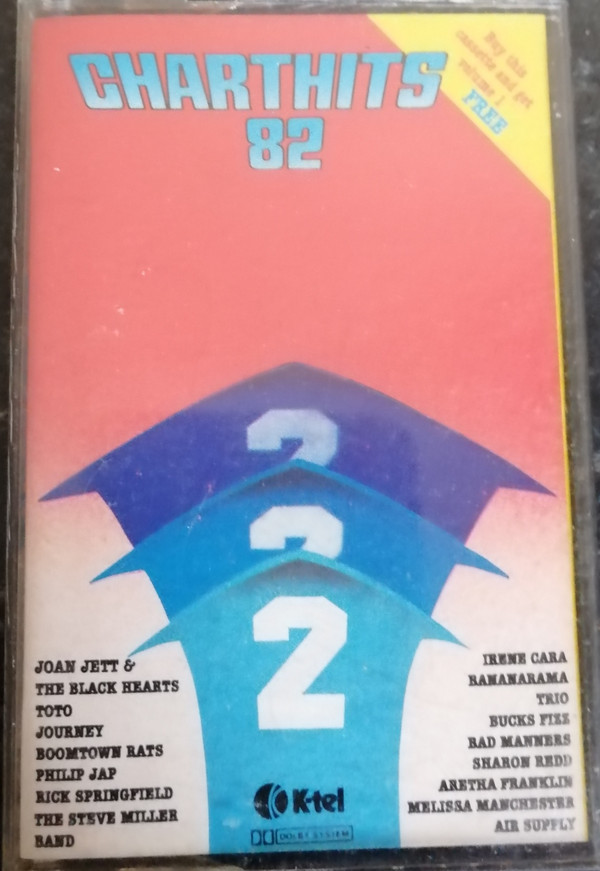 CHARTHITS
82
Buy this
cassette and get
volume 1
FREE
2
2
2
JOAN JETT &
THE BLACK HEARTS
TOTO
JOURNEY
BOOMTOWN RATS
PHILIP JAP
RICK SPRINGFIELD
THE STEVE MILLER
BAND
IRENE CARA
BANANARAMA
TRIO
BUCKS FIZZ
BAD MANNERS
SHARON REDD
ARETHA FRANKLIN
MELISSA MANCHESTER
AIR SUPPLY
K-tel
DOLBY SYSTEM